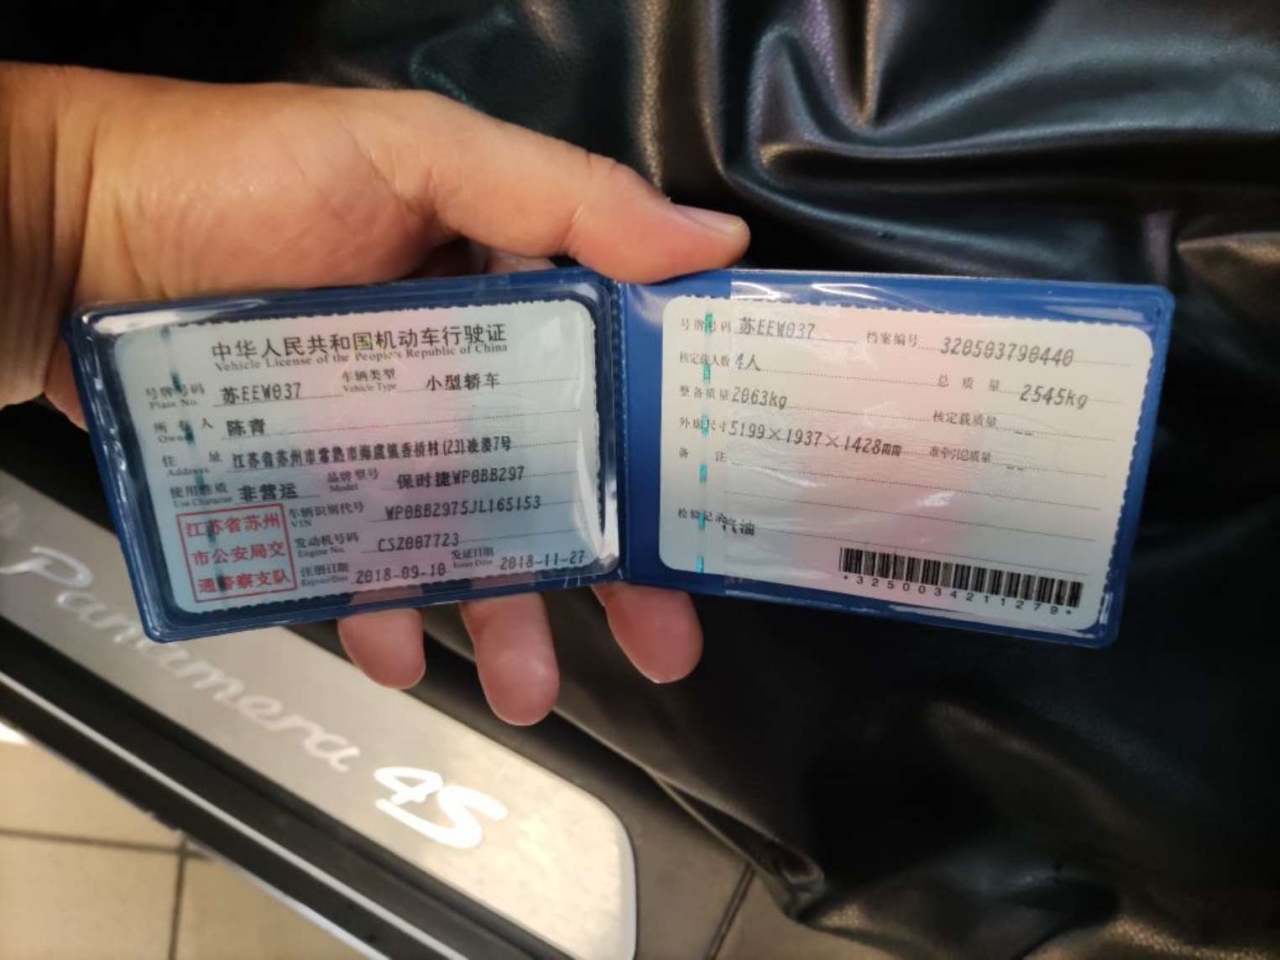 中华人民共和国机动车行驶证
Vehicle License of the People's Republic of China
号牌号码 苏EEW037 车辆类型 小型轿车
Plate No. Vehicle Type
所有人 陈青
Owner
住址 江苏省苏州市常熟市海虞镇香桥村(23)凌溇7号
Address
使用性质 非营运 品牌型号 保时捷WP0BB297
Use Character Model
江苏省苏州
市公安局交
通警察支队
车辆识别代号 WP0BB2975JL165153
VIN
发动机号码 CSZ007723
Engine No.
注册日期 2018-09-10 发证日期 2018-11-27
Register Date Issue Date
号牌号码 苏EEW037 档案编号 320503790440
核定载人数 4人 总质量 2545kg
整备质量 2063kg 核定载质量 --
外廓尺寸 5199×1937×1428mm 准牵引总质量 --
备注
检验记录 汽油
*3250034211279*
Panamera 4S